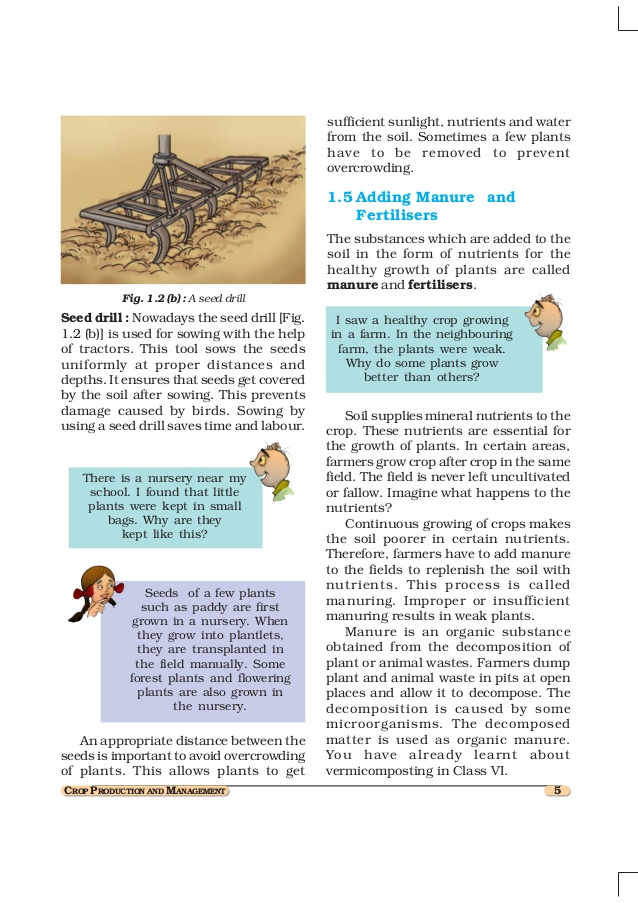 Fig. 1.2 (b) : A seed drill
Seed drill : Nowadays the seed drill [Fig.
1.2 (b)] is used for sowing with the help
of tractors. This tool sows the seeds
uniformly at proper distances and
depths. It ensures that seeds get covered
by the soil after sowing. This prevents
damage caused by birds. Sowing by
using a seed drill saves time and labour.
There is a nursery near my
school. I found that little
plants were kept in small
bags. Why are they
kept like this?
Seeds of a few plants
such as paddy are first
grown in a nursery. When
they grow into plantlets,
they are transplanted in
the field manually. Some
forest plants and flowering
plants are also grown in
the nursery.
An appropriate distance between the
seeds is important to avoid overcrowding
of plants. This allows plants to get
sufficient sunlight, nutrients and water
from the soil. Sometimes a few plants
have to be removed to prevent
overcrowding.
1.5 Adding Manure and
Fertilisers
The substances which are added to the
soil in the form of nutrients for the
healthy growth of plants are called
manure and fertilisers.
I saw a healthy crop growing
in a farm. In the neighbouring
farm, the plants were weak.
Why do some plants grow
better than others?
Soil supplies mineral nutrients to the
crop. These nutrients are essential for
the growth of plants. In certain areas,
farmers grow crop after crop in the same
field. The field is never left uncultivated
or fallow. Imagine what happens to the
nutrients?
Continuous growing of crops makes
the soil poorer in certain nutrients.
Therefore, farmers have to add manure
to the fields to replenish the soil with
nutrients. This process is called
manuring. Improper or insufficient
manuring results in weak plants.
Manure is an organic substance
obtained from the decomposition of
plant or animal wastes. Farmers dump
plant and animal waste in pits at open
places and allow it to decompose. The
decomposition is caused by some
microorganisms. The decomposed
matter is used as organic manure.
You have already learnt about
vermicomposting in Class VI.
CROP PRODUCTION AND MANAGEMENT
5